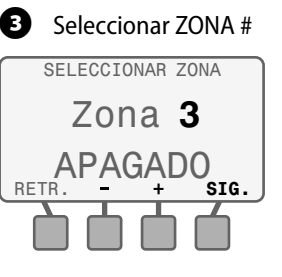 3 Seleccionar ZONA #
SELECCIONAR ZONA
Zona 3
APAGADO
RETR. - + SIG.